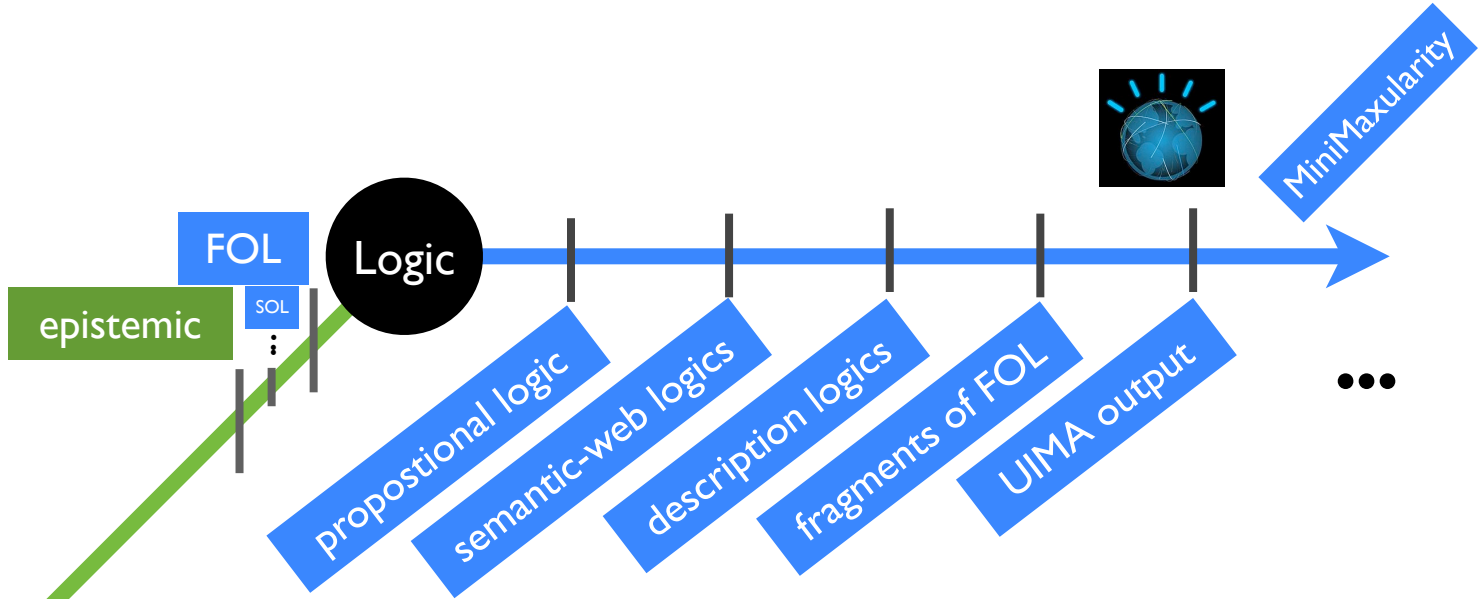 MiniMaxularity
FOL
Logic
SOL
epistemic
...
propostional logic
semantic-web logics
description logics
fragments of FOL
UIMA output
...